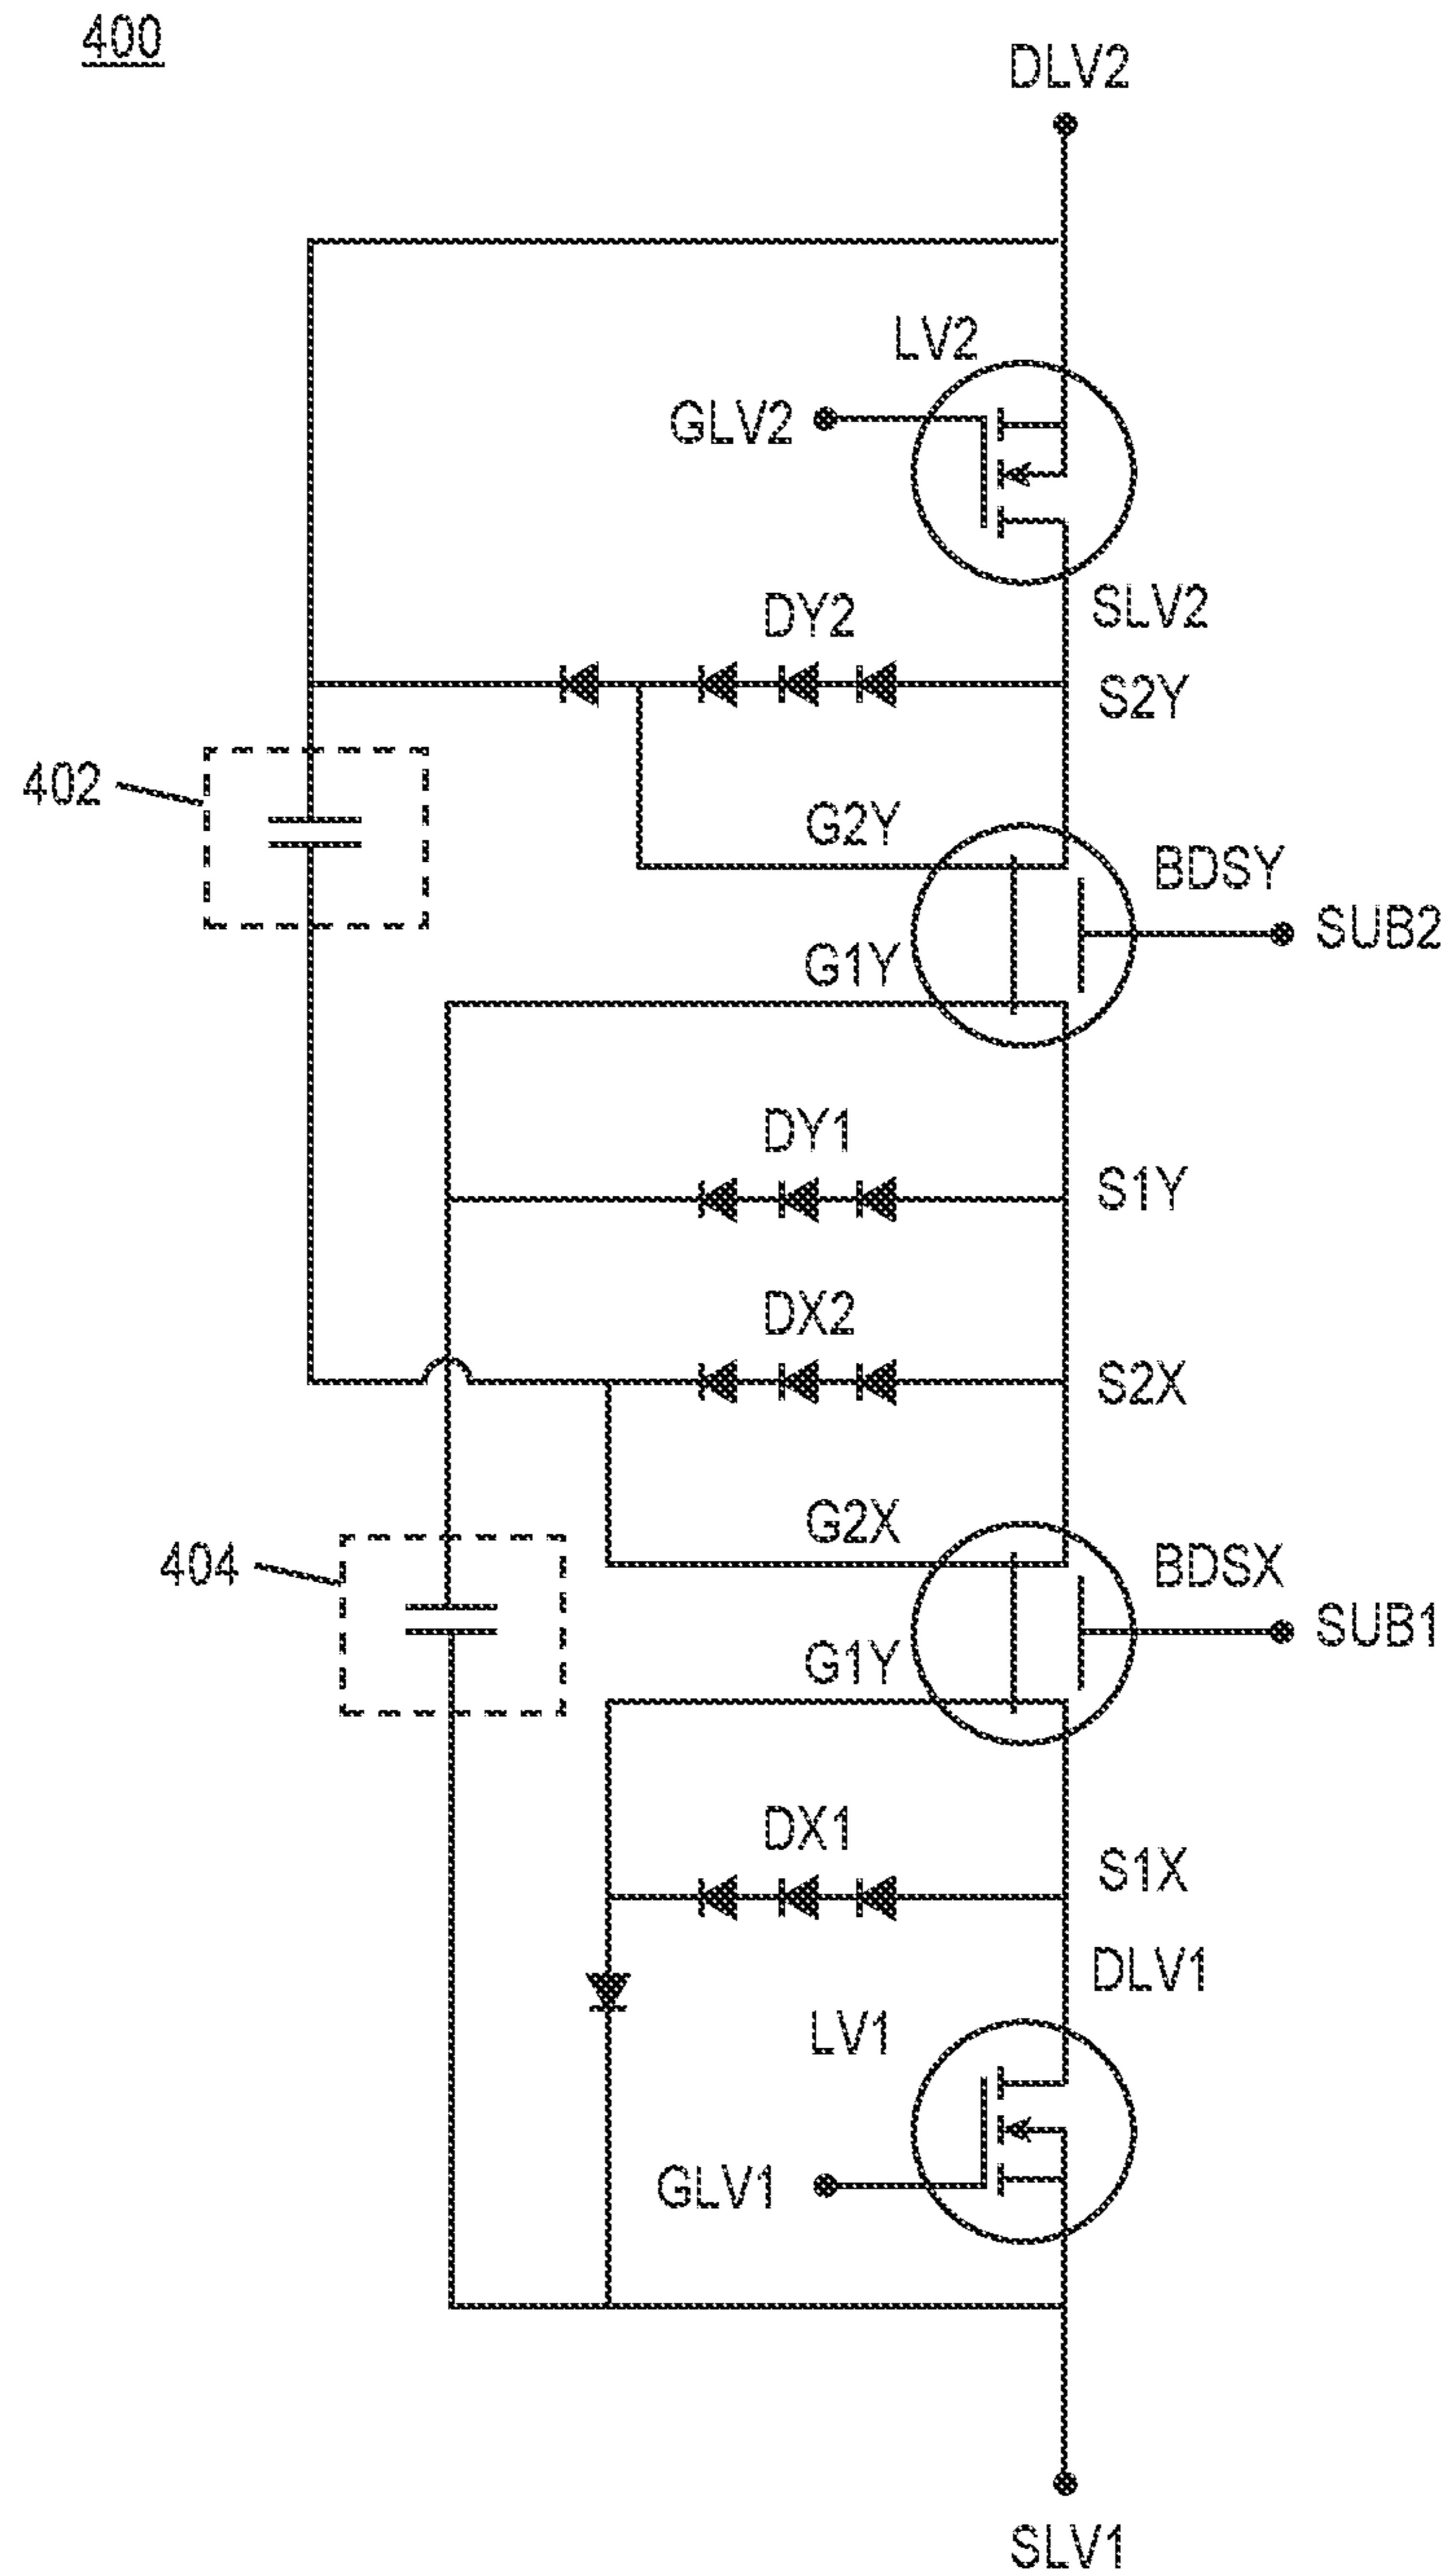 400
DLV2
LV2
GLV2
SLV2
DY2
S2Y
402
G2Y
BDSY
SUB2
G1Y
DY1
S1Y
DX2
S2X
G2X
404
BDSX
SUB1
G1Y
DX1
S1X
DLV1
LV1
GLV1
SLV1